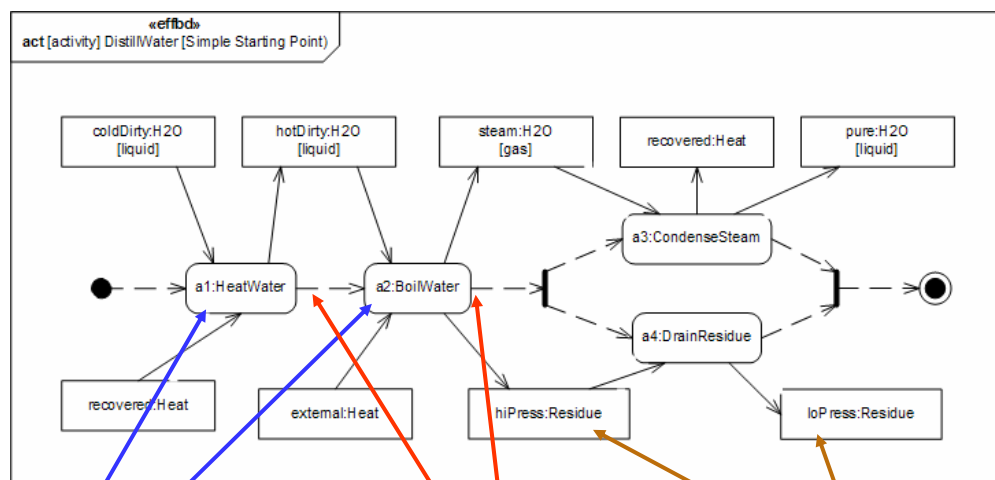 «effbd»
act [activity] DistillWater [Simple Starting Point)
coldDirty:H2O
[liquid]
hotDirty:H2O
[liquid]
steam:H2O
[gas]
recovered:Heat
pure:H2O
[liquid]
a3:CondenseSteam
a1:HeatWater
a2:BoilWater
a4:DrainResidue
recovered:Heat
external:Heat
hiPress:Residue
loPress:Residue